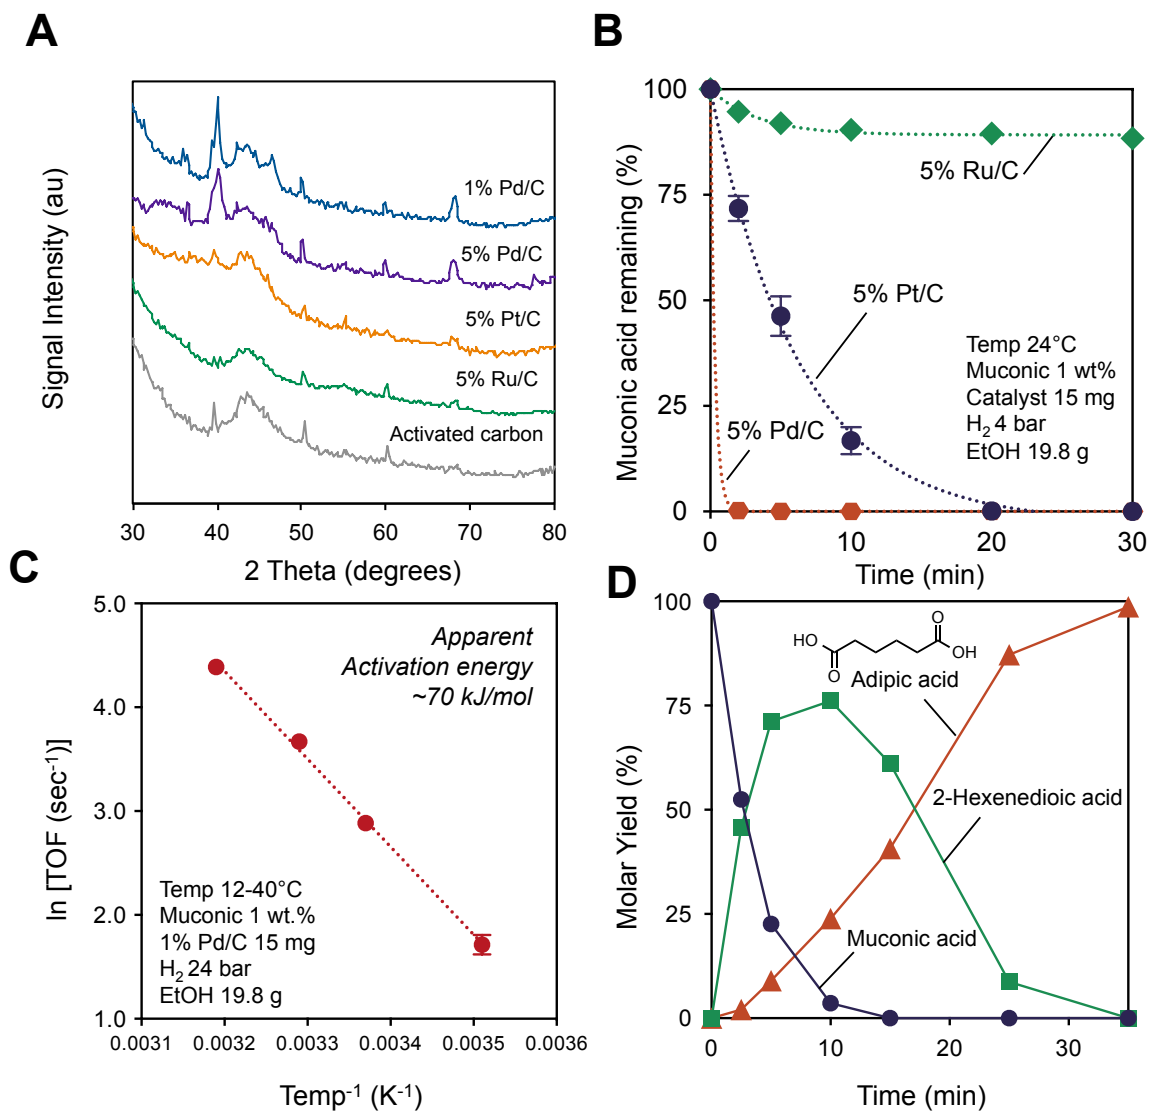 A
Signal Intensity (au)
1% Pd/C
5% Pd/C
5% Pt/C
5% Ru/C
Activated carbon
30 40 50 60 70 80
2 Theta (degrees)
B
Muconic acid remaining (%)
100
75
50
25
0
5% Ru/C
5% Pt/C
5% Pd/C
Temp 24°C
Muconic 1 wt%
Catalyst 15 mg
H₂ 4 bar
EtOH 19.8 g
0 10 20 30
Time (min)
C
ln [TOF (sec⁻¹)]
5.0
4.0
3.0
2.0
1.0
Apparent
Activation energy
~70 kJ/mol
Temp 12-40°C
Muconic 1 wt.%
1% Pd/C 15 mg
H₂ 24 bar
EtOH 19.8 g
0.0031 0.0032 0.0033 0.0034 0.0035 0.0036
Temp⁻¹ (K⁻¹)
D
Molar Yield (%)
100
75
50
25
0
HO
O
O
OH
Adipic acid
2-Hexenedioic acid
Muconic acid
0 10 20 30
Time (min)